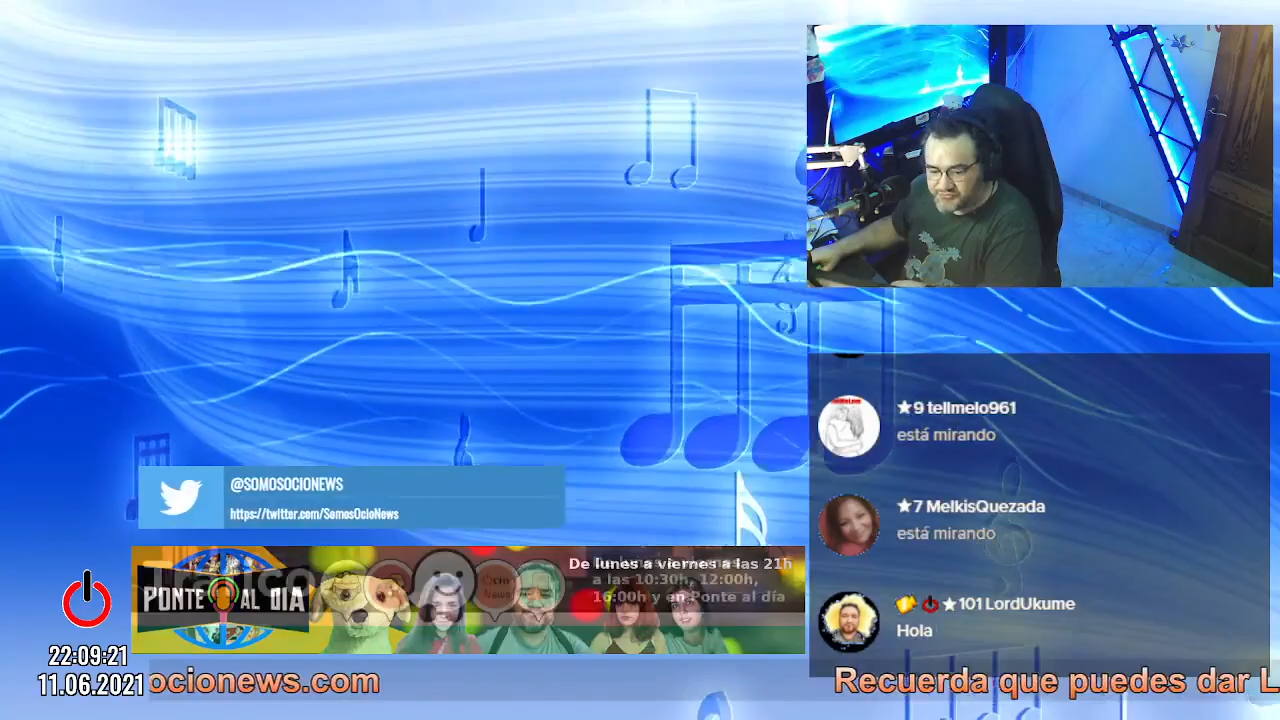 ★9 tellmelo961
está mirando
★7 MelkisQuezada
está mirando
★101 LordUkume
Hola
@SOMOSOCIONEWS
https://twitter.com/SomosOcioNews
De lunes a viernes a las 21h
a las 10:30h, 12:00h,
16:00h y en Ponte al día
Tráfico
PONTE AL DIA
22:09:21
11.06.2021
ocionews.com
Recuerda que puedes dar L